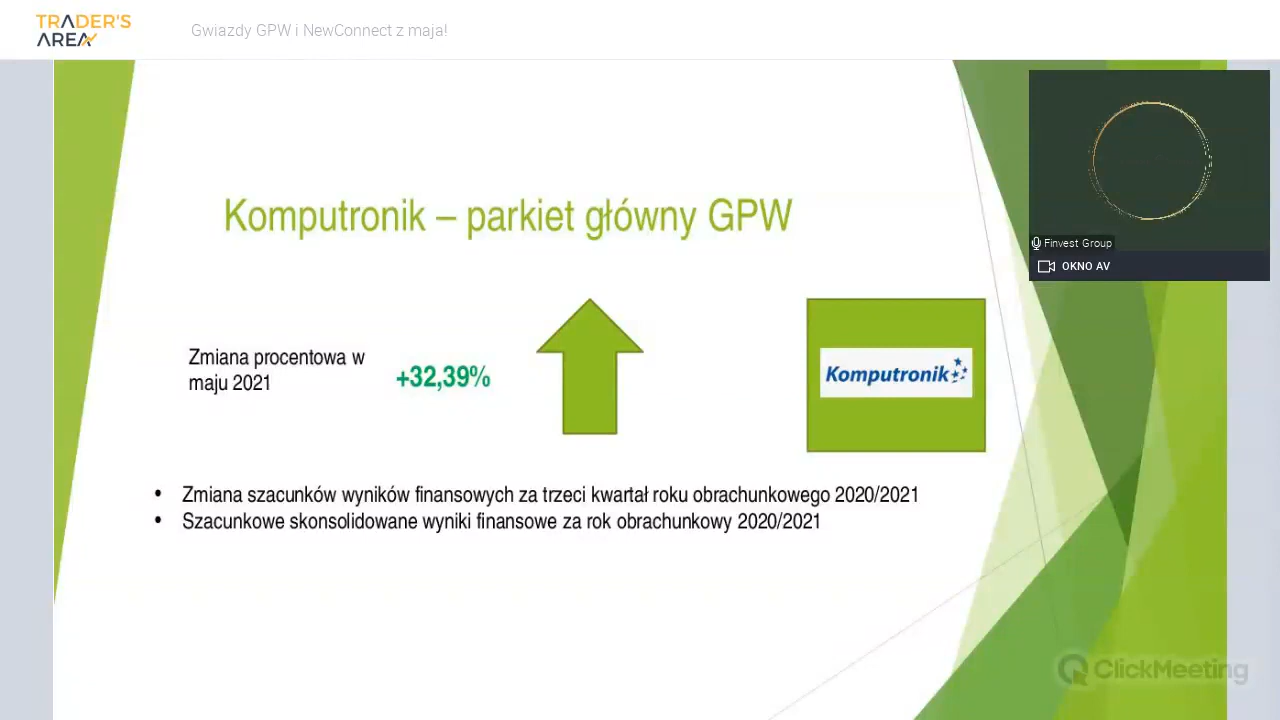 TRADER'S
AREA
Gwiazdy GPW i NewConnect z maja!
Komputronik – parkiet główny GPW
Zmiana procentowa w
maju 2021
+32,39%
Komputronik
• Zmiana szacunków wyników finansowych za trzeci kwartał roku obrachunkowego 2020/2021
• Szacunkowe skonsolidowane wyniki finansowe za rok obrachunkowy 2020/2021
Finvest Group
OKNO AV
ClickMeeting